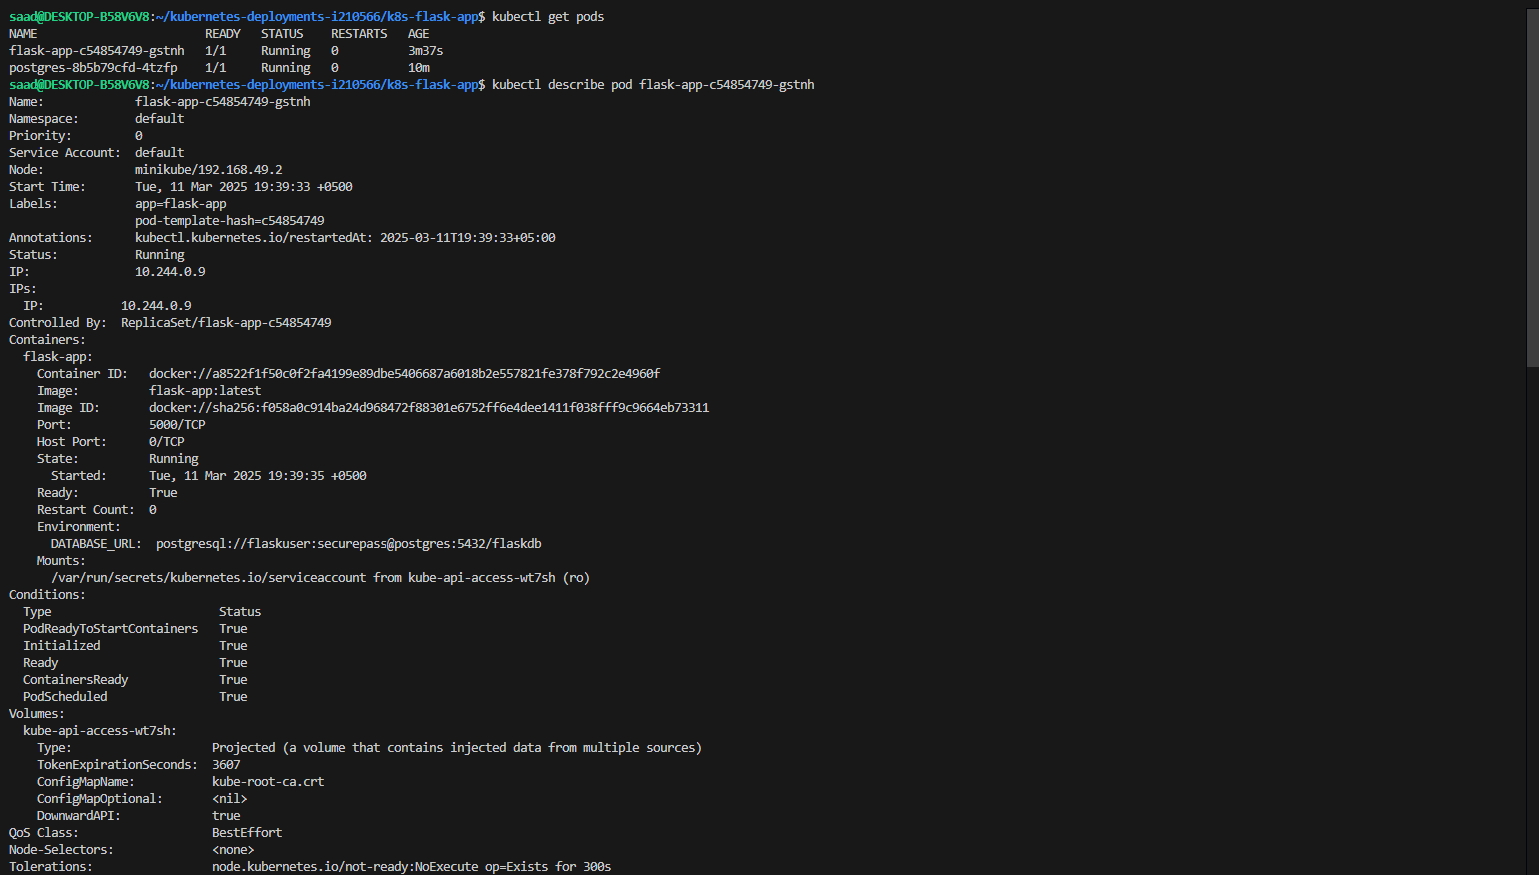 saad@DESKTOP-B58V6V8:~/kubernetes-deployments-i210566/k8s-flask-app$ kubectl get pods
NAME                        READY   STATUS    RESTARTS   AGE
flask-app-c54854749-gstnh   1/1     Running   0          3m37s
postgres-8b5b79cfd-4tzfp    1/1     Running   0          10m
saad@DESKTOP-B58V6V8:~/kubernetes-deployments-i210566/k8s-flask-app$ kubectl describe pod flask-app-c54854749-gstnh
Name:             flask-app-c54854749-gstnh
Namespace:        default
Priority:         0
Service Account:  default
Node:             minikube/192.168.49.2
Start Time:       Tue, 11 Mar 2025 19:39:33 +0500
Labels:           app=flask-app
                  pod-template-hash=c54854749
Annotations:      kubectl.kubernetes.io/restartedAt: 2025-03-11T19:39:33+05:00
Status:           Running
IP:               10.244.0.9
IPs:
  IP:           10.244.0.9
Controlled By:  ReplicaSet/flask-app-c54854749
Containers:
  flask-app:
    Container ID:   docker://a8522f1f50c0f2fa4199e89dbe5406687a6018b2e557821fe378f792c2e4960f
    Image:          flask-app:latest
    Image ID:       docker://sha256:f058a0c914ba24d968472f88301e6752ff6e4dee1411f038fff9c9664eb73311
    Port:           5000/TCP
    Host Port:      0/TCP
    State:          Running
      Started:      Tue, 11 Mar 2025 19:39:35 +0500
    Ready:          True
    Restart Count:  0
    Environment:
      DATABASE_URL:  postgresql://flaskuser:securepass@postgres:5432/flaskdb
    Mounts:
      /var/run/secrets/kubernetes.io/serviceaccount from kube-api-access-wt7sh (ro)
Conditions:
  Type                        Status
  PodReadyToStartContainers   True
  Initialized                 True
  Ready                       True
  ContainersReady             True
  PodScheduled                True
Volumes:
  kube-api-access-wt7sh:
    Type:                    Projected (a volume that contains injected data from multiple sources)
    TokenExpirationSeconds:  3607
    ConfigMapName:           kube-root-ca.crt
    ConfigMapOptional:       <nil>
    DownwardAPI:             true
QoS Class:                   BestEffort
Node-Selectors:              <none>
Tolerations:                 node.kubernetes.io/not-ready:NoExecute op=Exists for 300s